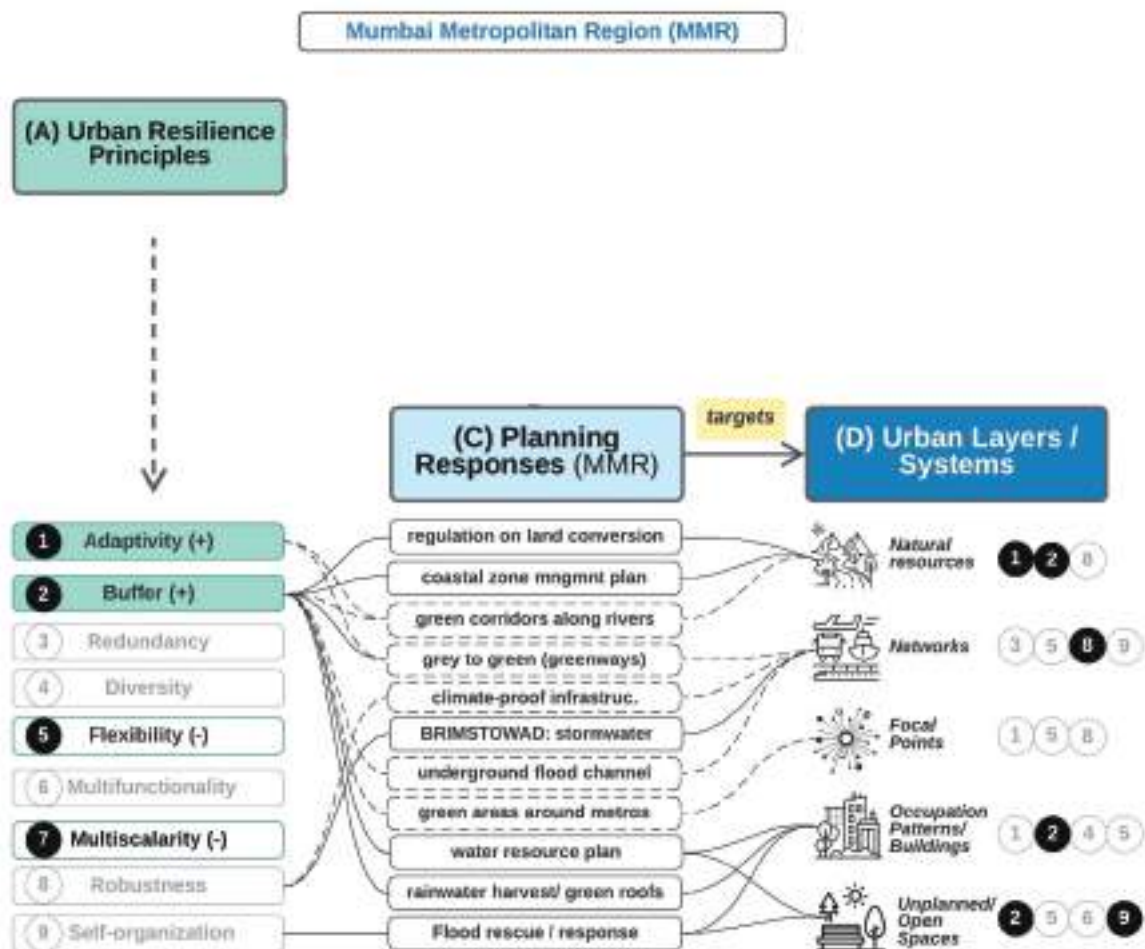 Mumbai Metropolitan Region (MMR)
(A) Urban Resilience
Principles
(C) Planning
Responses (MMR)
targets
(D) Urban Layers /
Systems
1 Adaptivity (+)
2 Buffer (+)
3 Redundancy
4 Diversity
5 Flexibility (-)
6 Multifunctionality
7 Multiscalarity (-)
8 Robustness
9 Self-organization
regulation on land conversion
coastal zone mngmnt plan
green corridors along rivers
grey to green (greenways)
climate-proof infrastruc.
BRIMSTOWAD: stormwater
underground flood channel
green areas around metros
water resource plan
rainwater harvest/ green roofs
Flood rescue / response
Natural
resources
1 2 8
Networks
3 5 8 9
Focal
Points
1 5 8
Occupation
Patterns/
Buildings
1 2 4 5
Unplanned/
Open
Spaces
2 5 6 9